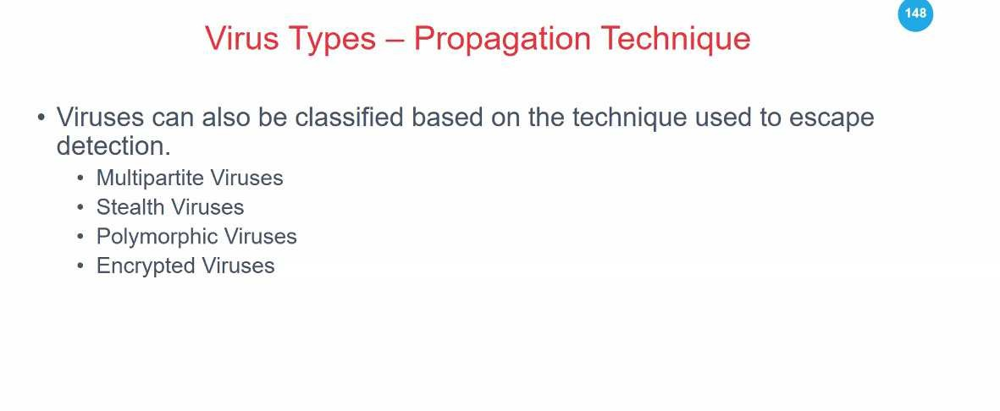 148
Virus Types – Propagation Technique
• Viruses can also be classified based on the technique used to escape
detection.
• Multipartite Viruses
• Stealth Viruses
• Polymorphic Viruses
• Encrypted Viruses